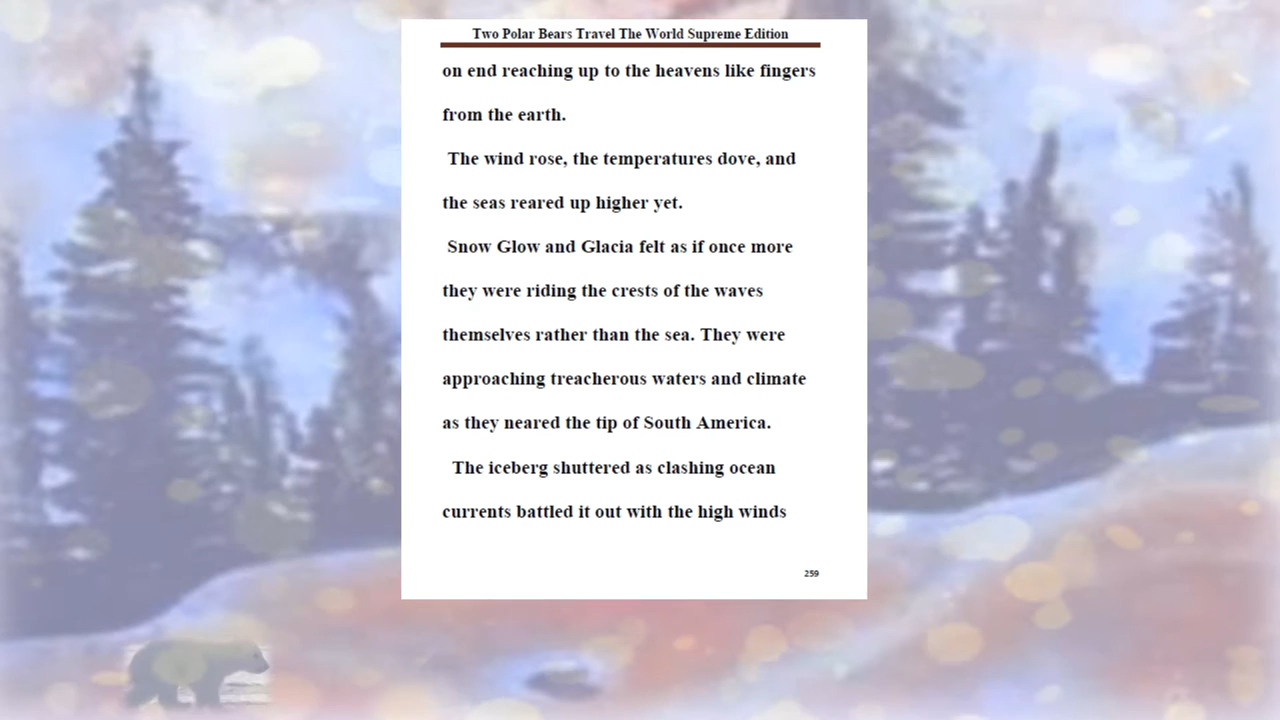 Two Polar Bears Travel The World Supreme Edition
on end reaching up to the heavens like fingers
from the earth.
The wind rose, the temperatures dove, and
the seas reared up higher yet.
Snow Glow and Glacia felt as if once more
they were riding the crests of the waves
themselves rather than the sea. They were
approaching treacherous waters and climate
as they neared the tip of South America.
The iceberg shuttered as clashing ocean
currents battled it out with the high winds
259